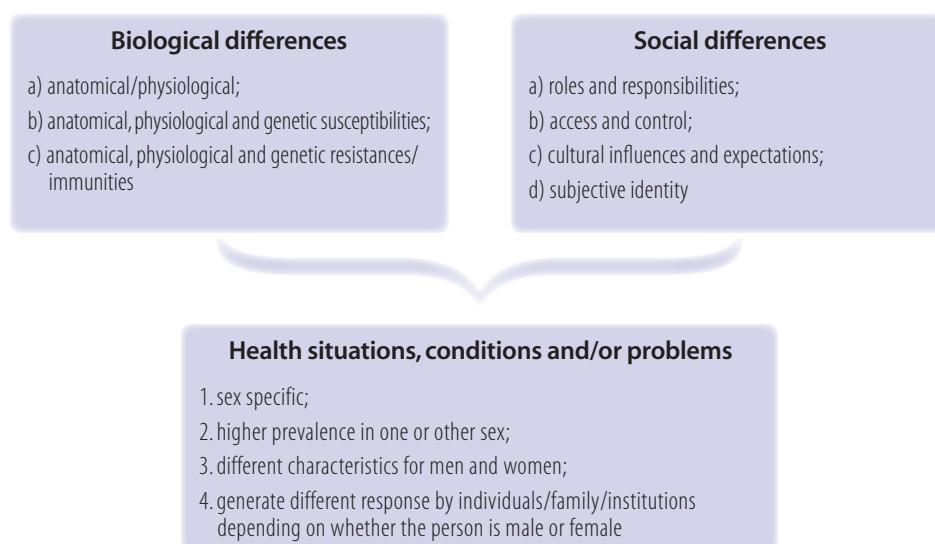 Biological differences
a) anatomical/physiological;
b) anatomical, physiological and genetic susceptibilities;
c) anatomical, physiological and genetic resistances/
immunities
Social differences
a) roles and responsibilities;
b) access and control;
c) cultural influences and expectations;
d) subjective identity
Health situations, conditions and/or problems
1. sex specific;
2. higher prevalence in one or other sex;
3. different characteristics for men and women;
4. generate different response by individuals/family/institutions
depending on whether the person is male or female